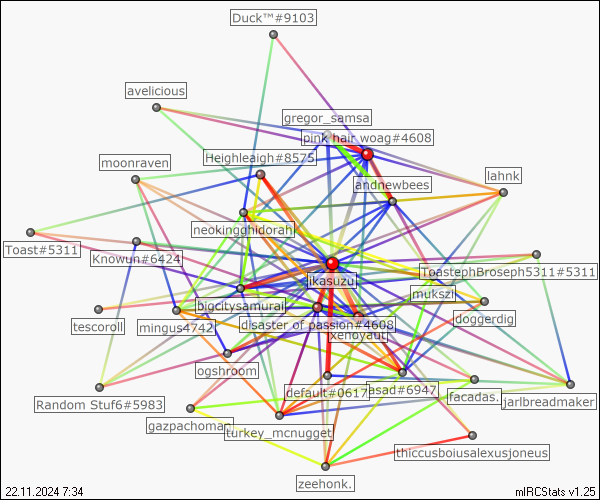 Duck™#9103
avelicious
gregor_samsa
pink hair woag#4608
moonraven
Heighleaigh#8575
lahnk
andnewbees
neokingghidorah
Toast#5311
Knowun#6424
ToastephBroseph5311#5311
jkasuzu
mukszi
bigcitysamurai
doggerdig
tescoroll
mingus4742
disaster of passion#4608
xenoyaut
ogshroom
default#0617
asad#6947
facadas.
jarlbreadmaker
Random Stuf6#5983
gazpachoman
turkey_mcnugget
thiccusboiusalexusjoneus
zeehonk.
22.11.2024 7:34
mIRCStats v1.25